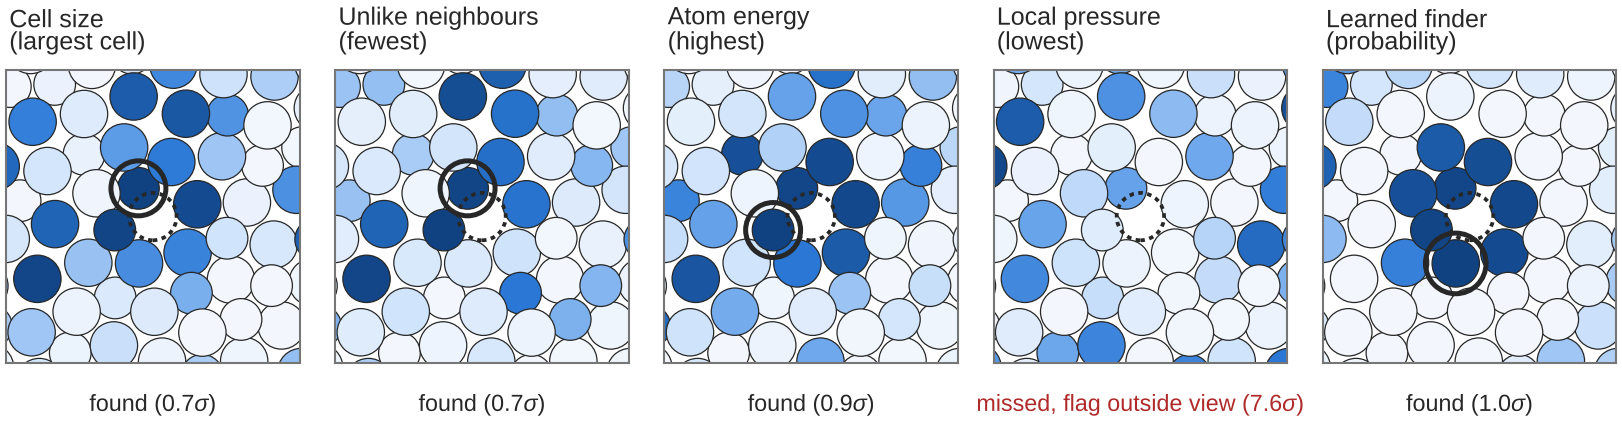 Cell size
(largest cell)
Unlike neighbours
(fewest)
Atom energy
(highest)
Local pressure
(lowest)
Learned finder
(probability)
found (0.7σ)
found (0.7σ)
found (0.9σ)
missed, flag outside view (7.6σ)
found (1.0σ)